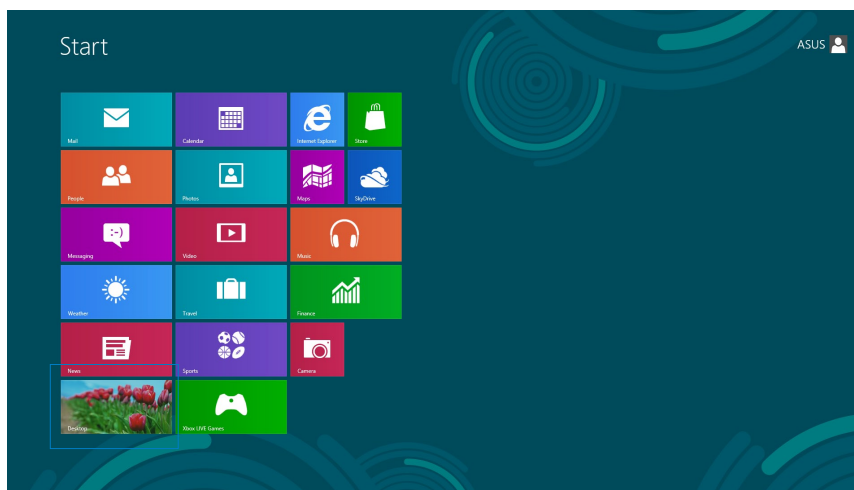 Start
ASUS
Mail
Calendar
Internet Explorer
Store
People
Photos
Maps
SkyDrive
Messaging
:-)
Video
Music
Weather
Travel
Finance
News
Sports
Camera
Desktop
Xbox LIVE Games